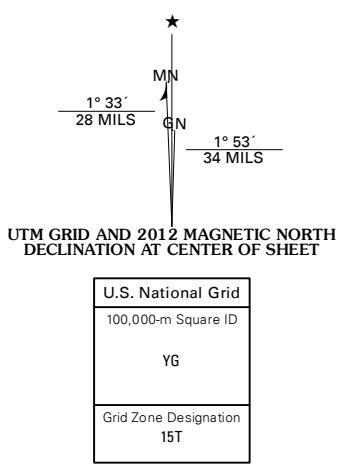 ★
MN
1° 33´
28 MILS
GN
1° 53´
34 MILS
UTM GRID AND 2012 MAGNETIC NORTH
DECLINATION AT CENTER OF SHEET
U.S. National Grid
100,000-m Square ID
YG
Grid Zone Designation
15T